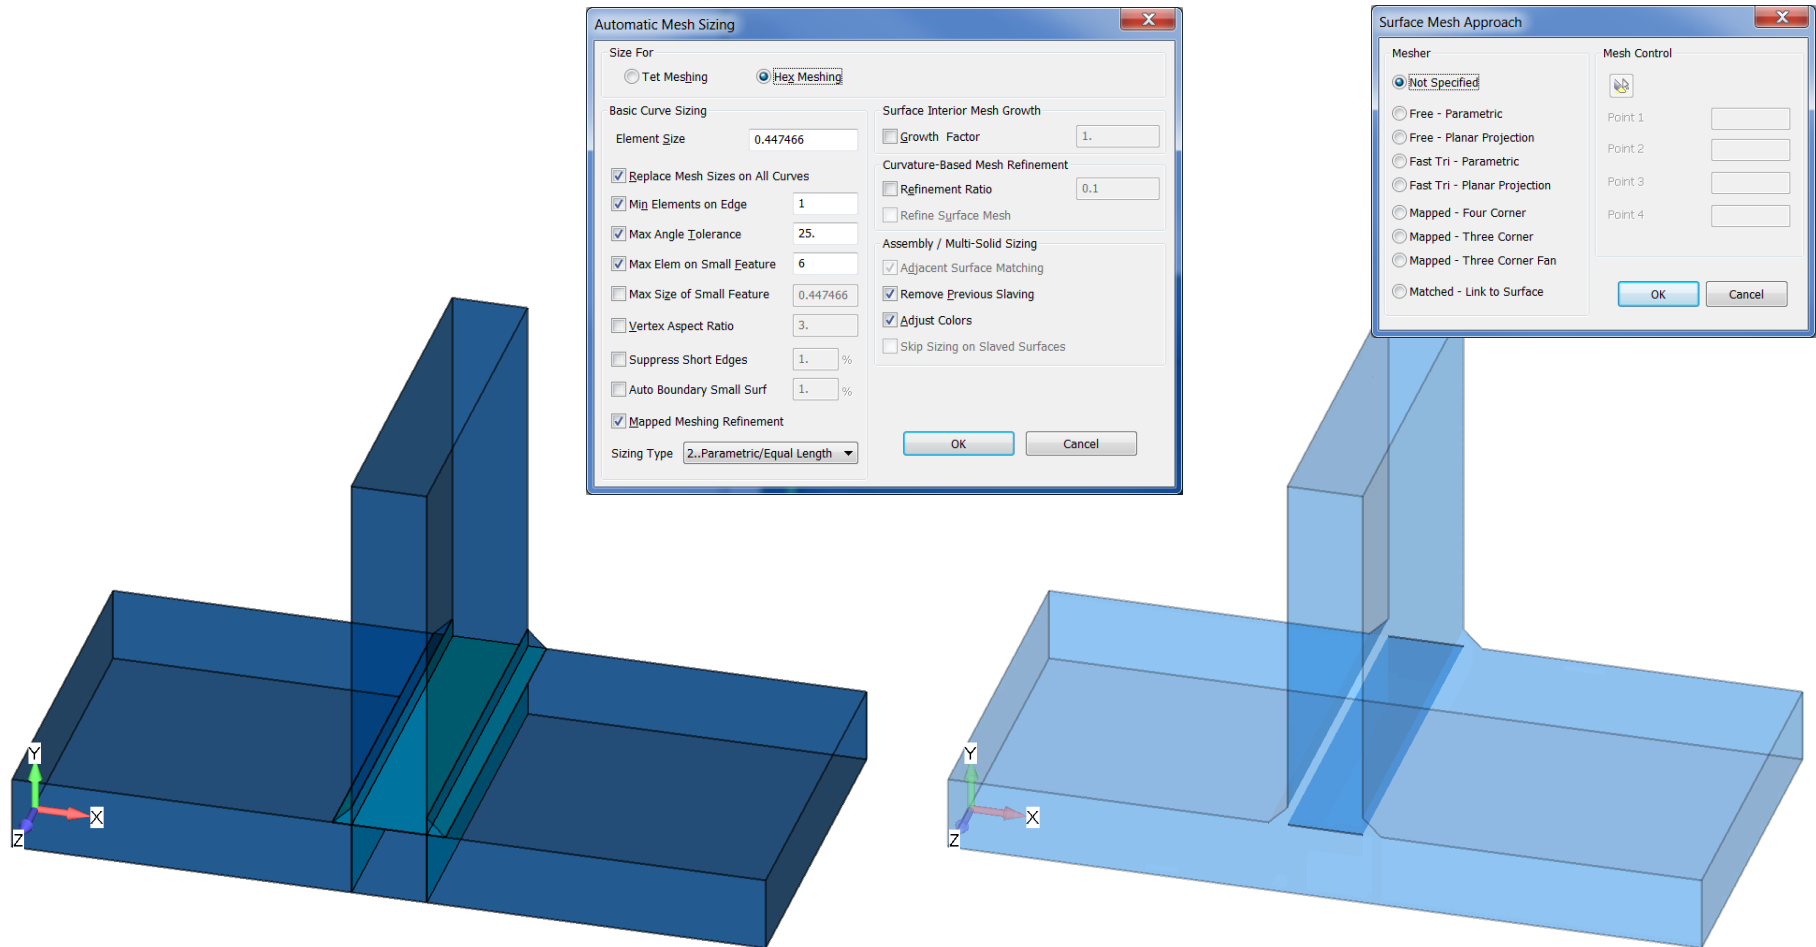 Automatic Mesh Sizing
Size For
Tet Meshing
Hex Meshing
Basic Curve Sizing
Element Size 0.447466
Replace Mesh Sizes on All Curves
Min Elements on Edge 1
Max Angle Tolerance 25.
Max Elem on Small Feature 6
Max Size of Small Feature 0.447466
Vertex Aspect Ratio 3.
Suppress Short Edges 1. %
Auto Boundary Small Surf 1. %
Mapped Meshing Refinement
Sizing Type 2..Parametric/Equal Length
Surface Interior Mesh Growth
Growth Factor 1.
Curvature-Based Mesh Refinement
Refinement Ratio 0.1
Refine Surface Mesh
Assembly / Multi-Solid Sizing
Adjacent Surface Matching
Remove Previous Slaving
Adjust Colors
Skip Sizing on Slaved Surfaces
OK Cancel
Surface Mesh Approach
Mesher
Not Specified
Free - Parametric
Free - Planar Projection
Fast Tri - Parametric
Fast Tri - Planar Projection
Mapped - Four Corner
Mapped - Three Corner
Mapped - Three Corner Fan
Matched - Link to Surface
Mesh Control
Point 1
Point 2
Point 3
Point 4
OK Cancel
Y
X
Z
Y
X
Z